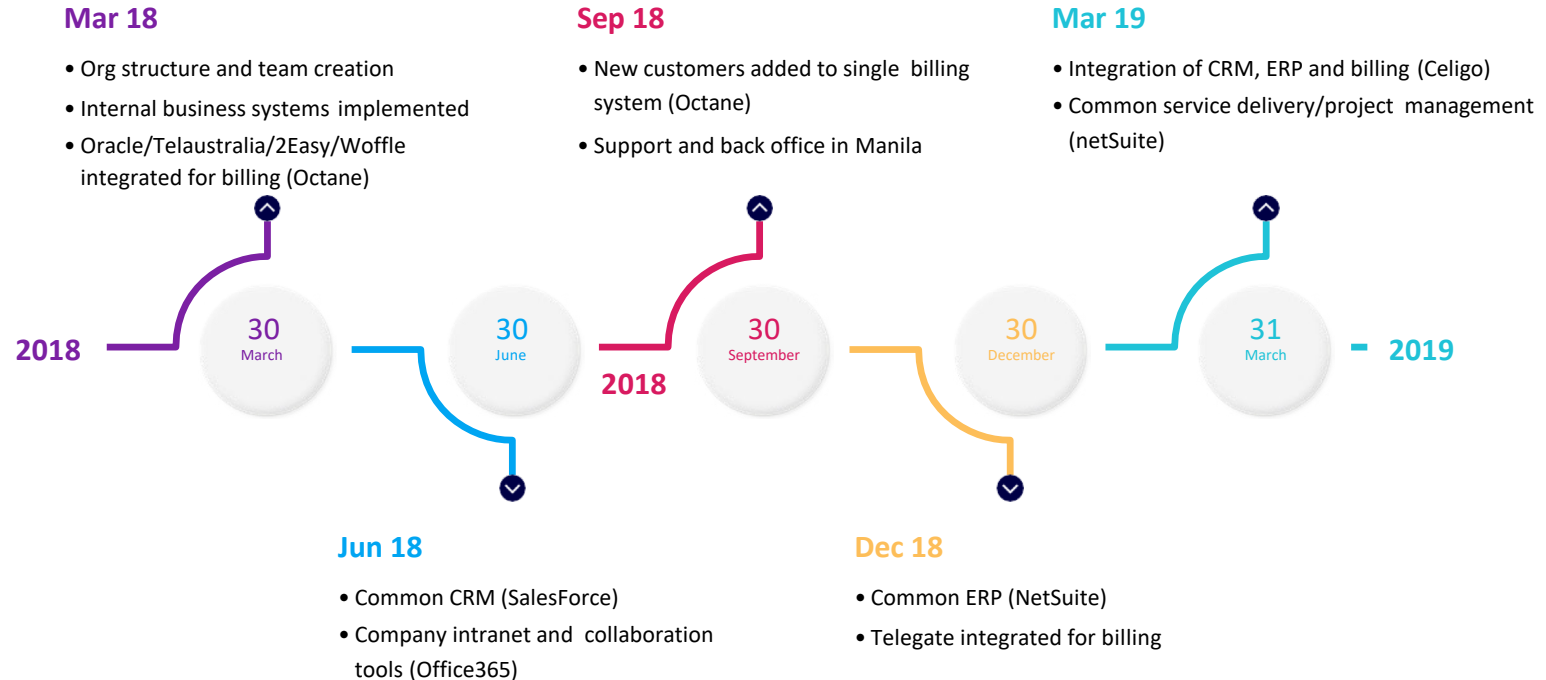 Mar 18
• Org structure and team creation
• Internal business systems implemented
• Oracle/Telaustralia/2Easy/Woffle
integrated for billing (Octane)
Sep 18
• New customers added to single billing
system (Octane)
• Support and back office in Manila
Mar 19
• Integration of CRM, ERP and billing (Celigo)
• Common service delivery/project management
(netSuite)
2018
30
March
30
June
2018
30
September
30
December
31
March
2019
Jun 18
• Common CRM (SalesForce)
• Company intranet and collaboration
tools (Office365)
Dec 18
• Common ERP (NetSuite)
• Telegate integrated for billing